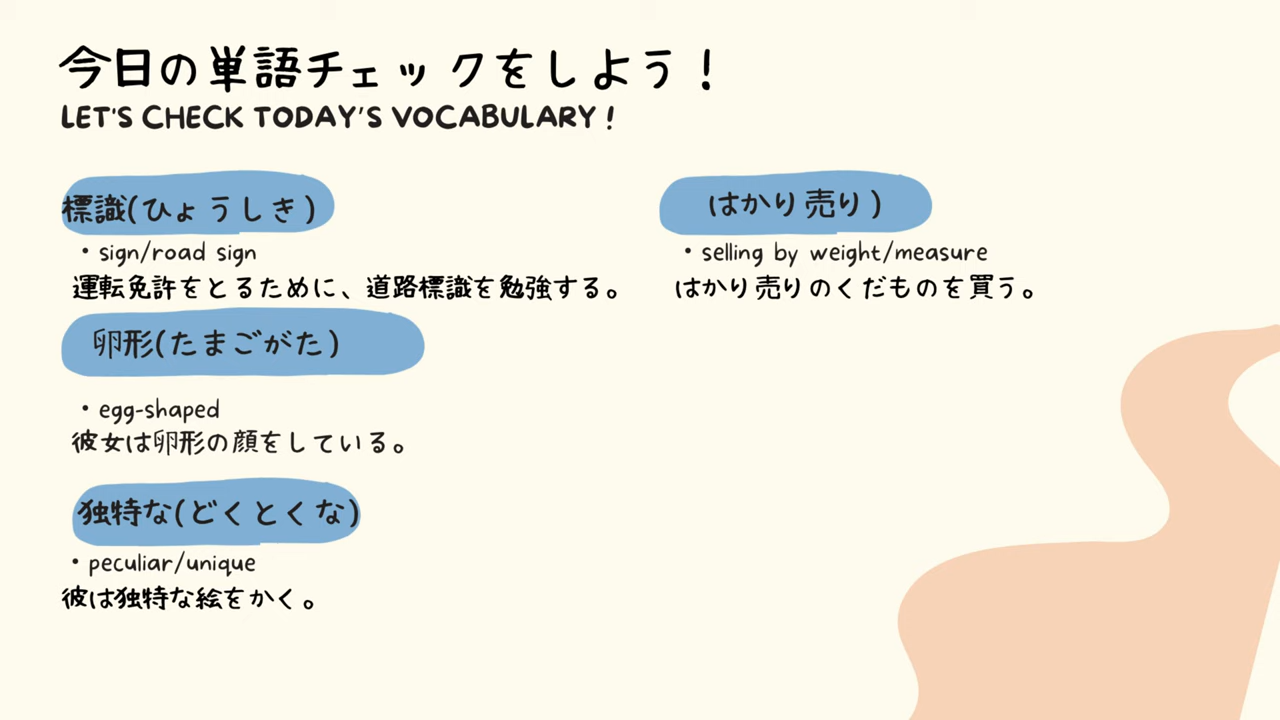 今日の単語チェックをしよう！
LET'S CHECK TODAY'S VOCABULARY !
標識(ひょうしき)
・sign/road sign
運転免許をとるために、道路標識を勉強する。
卵形(たまごがた)
・egg-shaped
彼女は卵形の顔をしている。
独特な(どくとくな)
・peculiar/unique
彼は独特な絵をかく。
はかり売り)
・selling by weight/measure
はかり売りのくだものを買う。